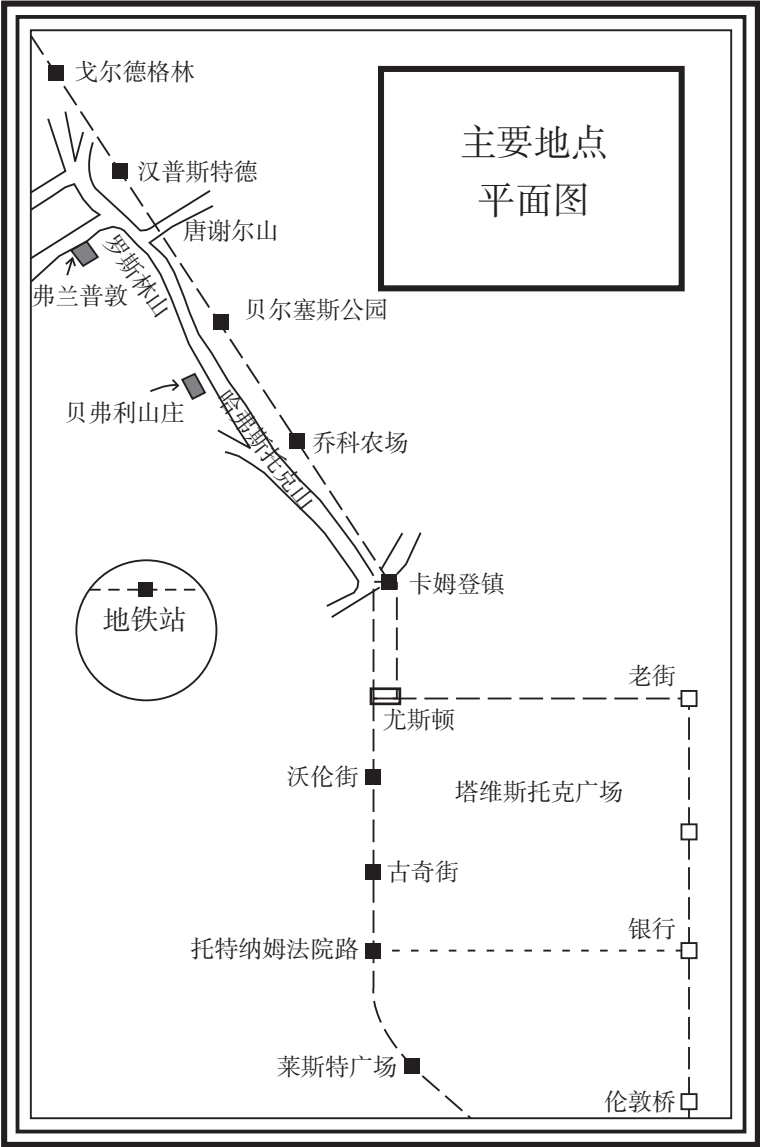 戈尔德格林
主要地点
平面图
汉普斯特德
唐谢尔山
罗斯林山
弗兰普敦
贝尔塞斯公园
贝弗利山庄
哈弗斯托克山
乔科农场
卡姆登镇
地铁站
老街
尤斯顿
沃伦街
塔维斯托克广场
古奇街
银行
托特纳姆法院路
莱斯特广场
伦敦桥